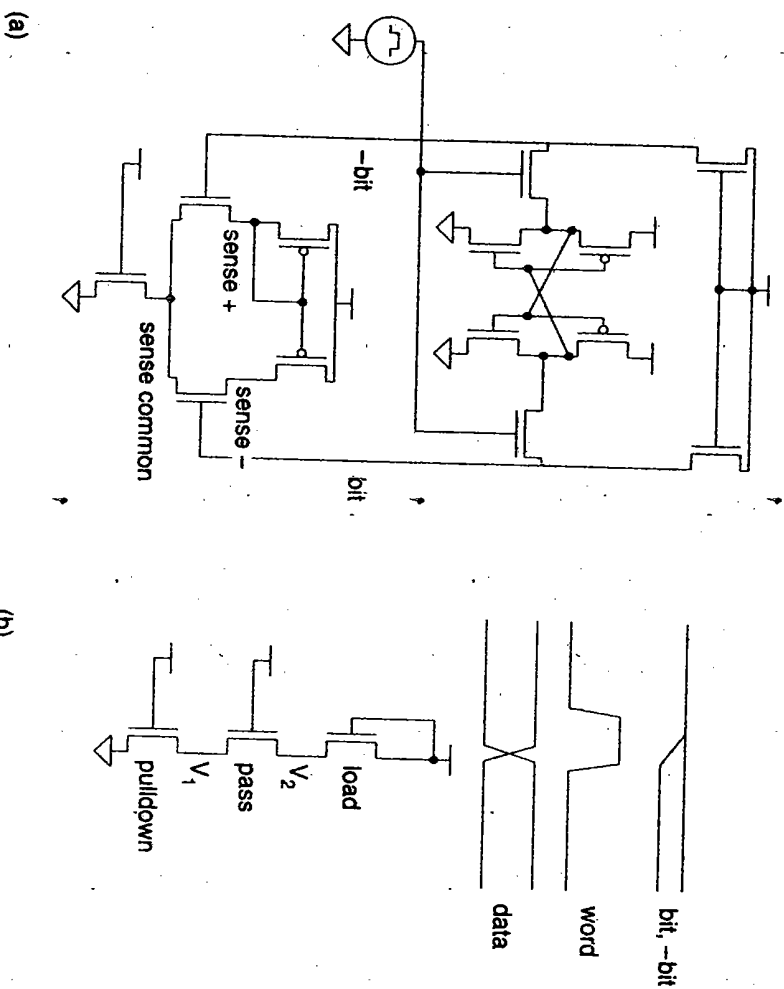 (a)
-bit
bit
sense +
sense -
sense common
bit, -bit
word
data
load
V2
pass
V1
pulldown
(b)